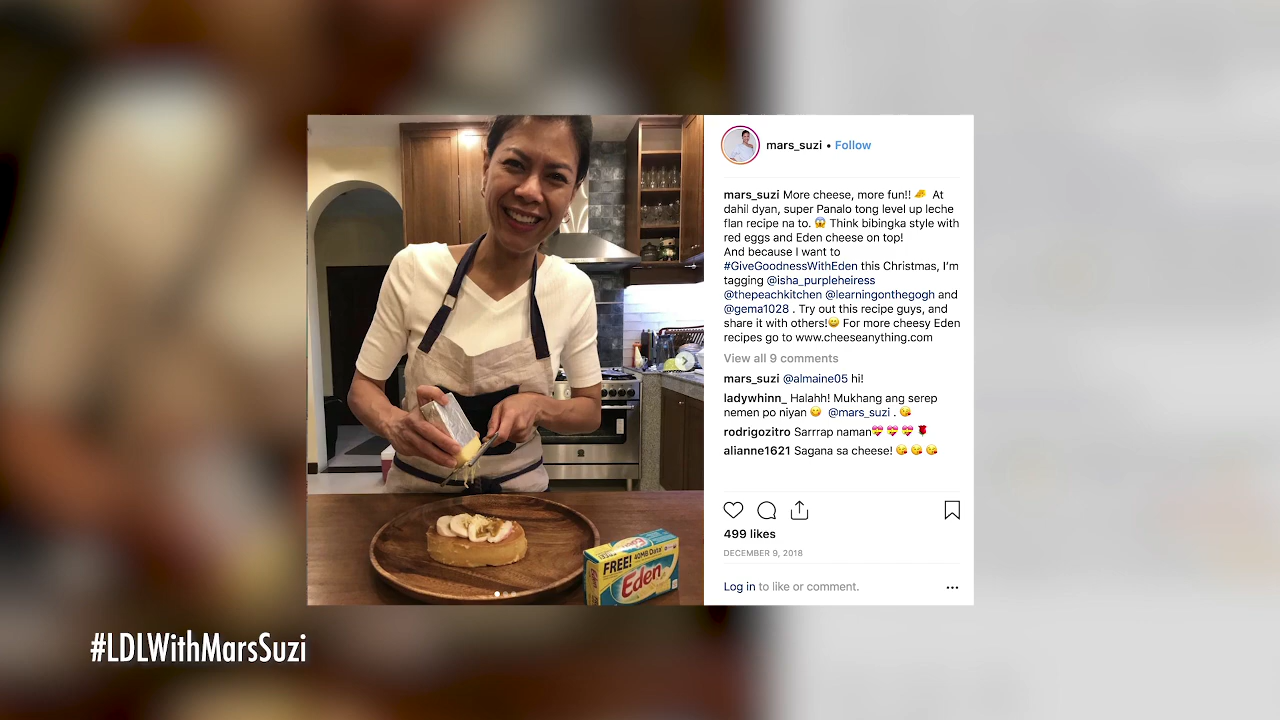 mars_suzi • Follow
mars_suzi More cheese, more fun!! 🧀 At
dahil dyan, super Panalo tong level up leche
flan recipe na to. 😱 Think bibingka style with
red eggs and Eden cheese on top!
And because I want to
#GiveGoodnessWithEden this Christmas, I'm
tagging @isha_purpleheiress
@thepeachkitchen @learningonthegogh and
@gema1028 . Try out this recipe guys, and
share it with others!😄 For more cheesy Eden
recipes go to www.cheeseanything.com
View all 9 comments
mars_suzi @almaine05 hi!
ladywhinn_ Halahh! Mukhang ang serep
nemen po niyan 😋 @mars_suzi . 😘
rodrigozitro Sarrrap naman💝 💝 💝 🌹
alianne1621 Sagana sa cheese! 😘 😘 😘
499 likes
DECEMBER 9, 2018
Log in to like or comment.
FREE! 40MB Data
Eden
#LDLWithMarsSuzi